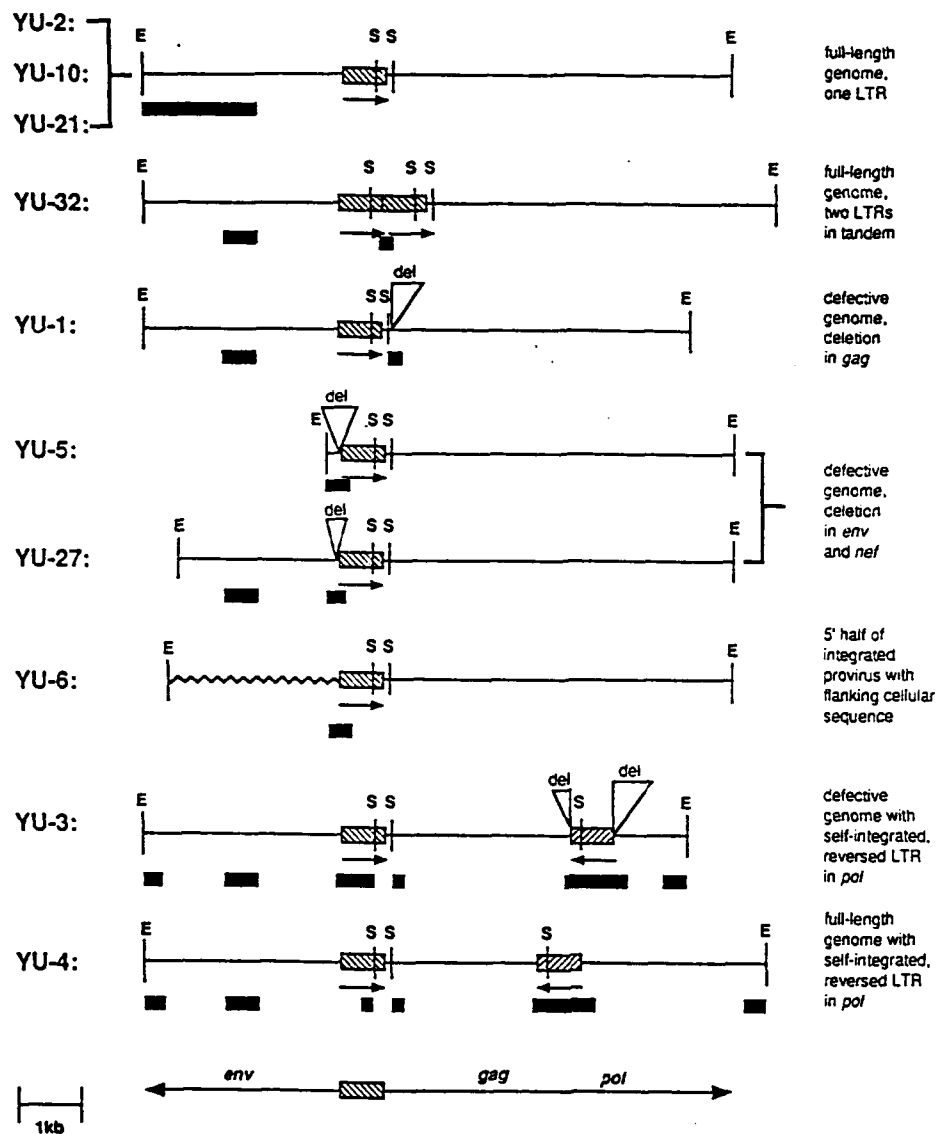 YU-2:
E S S E
YU-10:
full-length
genome,
one LTR
YU-21:
E S S S E
YU-32:
full-length
genome,
two LTRs
in tandem
del
E S S E
YU-1:
defective
genome,
deletion
in gag
del
E S S E
YU-5:
del
E S S E
YU-27:
defective
genome,
deletion
in env
and nef
E S S E
YU-6:
5' half of
integrated
provirus with
flanking cellular
sequence
del del
E S S S E
YU-3:
defective
genome with
self-integrated,
reversed LTR
in pol
E S S S E
YU-4:
full-length
genome with
self-integrated,
reversed LTR
in pol
env gag pol
1kb